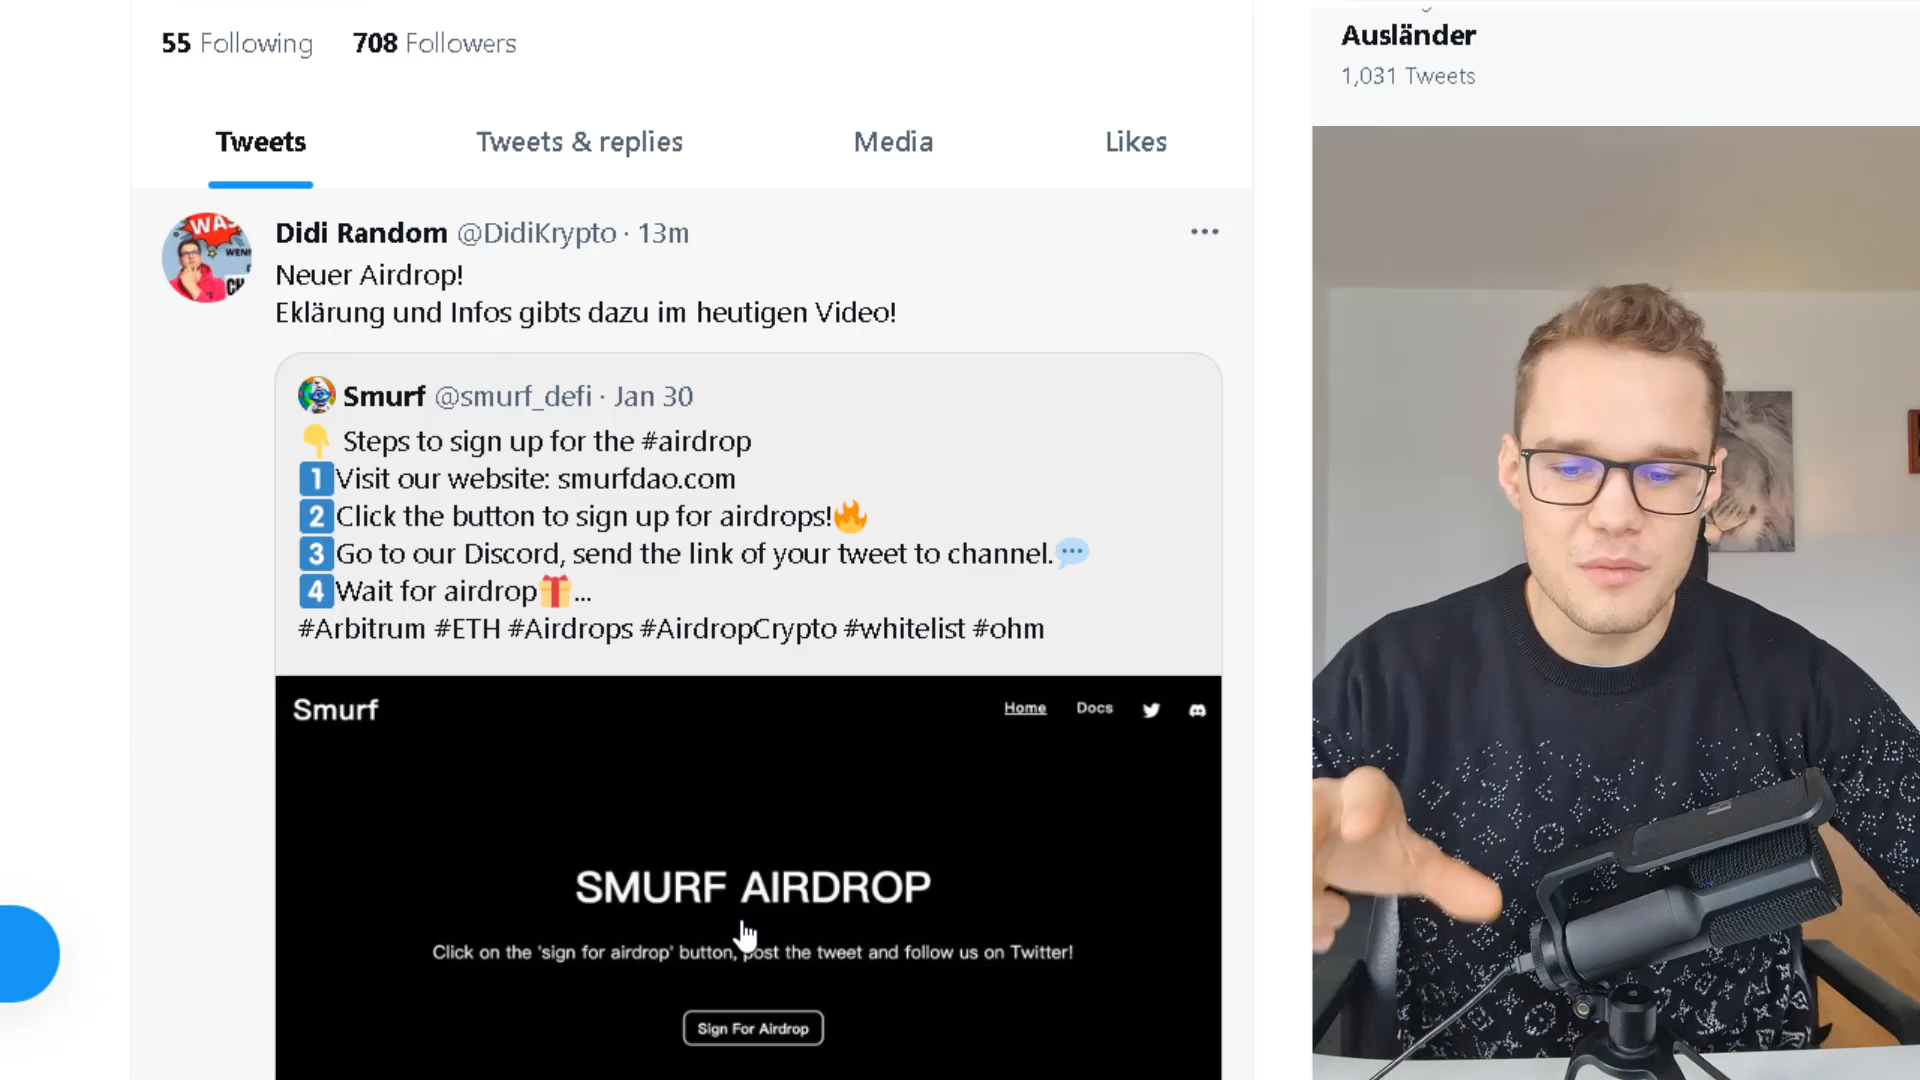 55 Following 708 Followers
Tweets Tweets & replies Media Likes
WAS
WENN
CH
Didi Random @DidiKrypto · 13m
Neuer Airdrop!
Eklärung und Infos gibts dazu im heutigen Video!
Smurf @smurf_defi · Jan 30
👇 Steps to sign up for the #airdrop
1️⃣Visit our website: smurfdao.com
2️⃣Click the button to sign up for airdrops!🔥
3️⃣Go to our Discord, send the link of your tweet to channel.💬
4️⃣Wait for airdrop🎁...
#Arbitrum #ETH #Airdrops #AirdropCrypto #whitelist #ohm
Smurf Home Docs
SMURF AIRDROP
Click on the 'sign for airdrop' button, post the tweet and follow us on Twitter!
Sign For Airdrop
Ausländer
1,031 Tweets